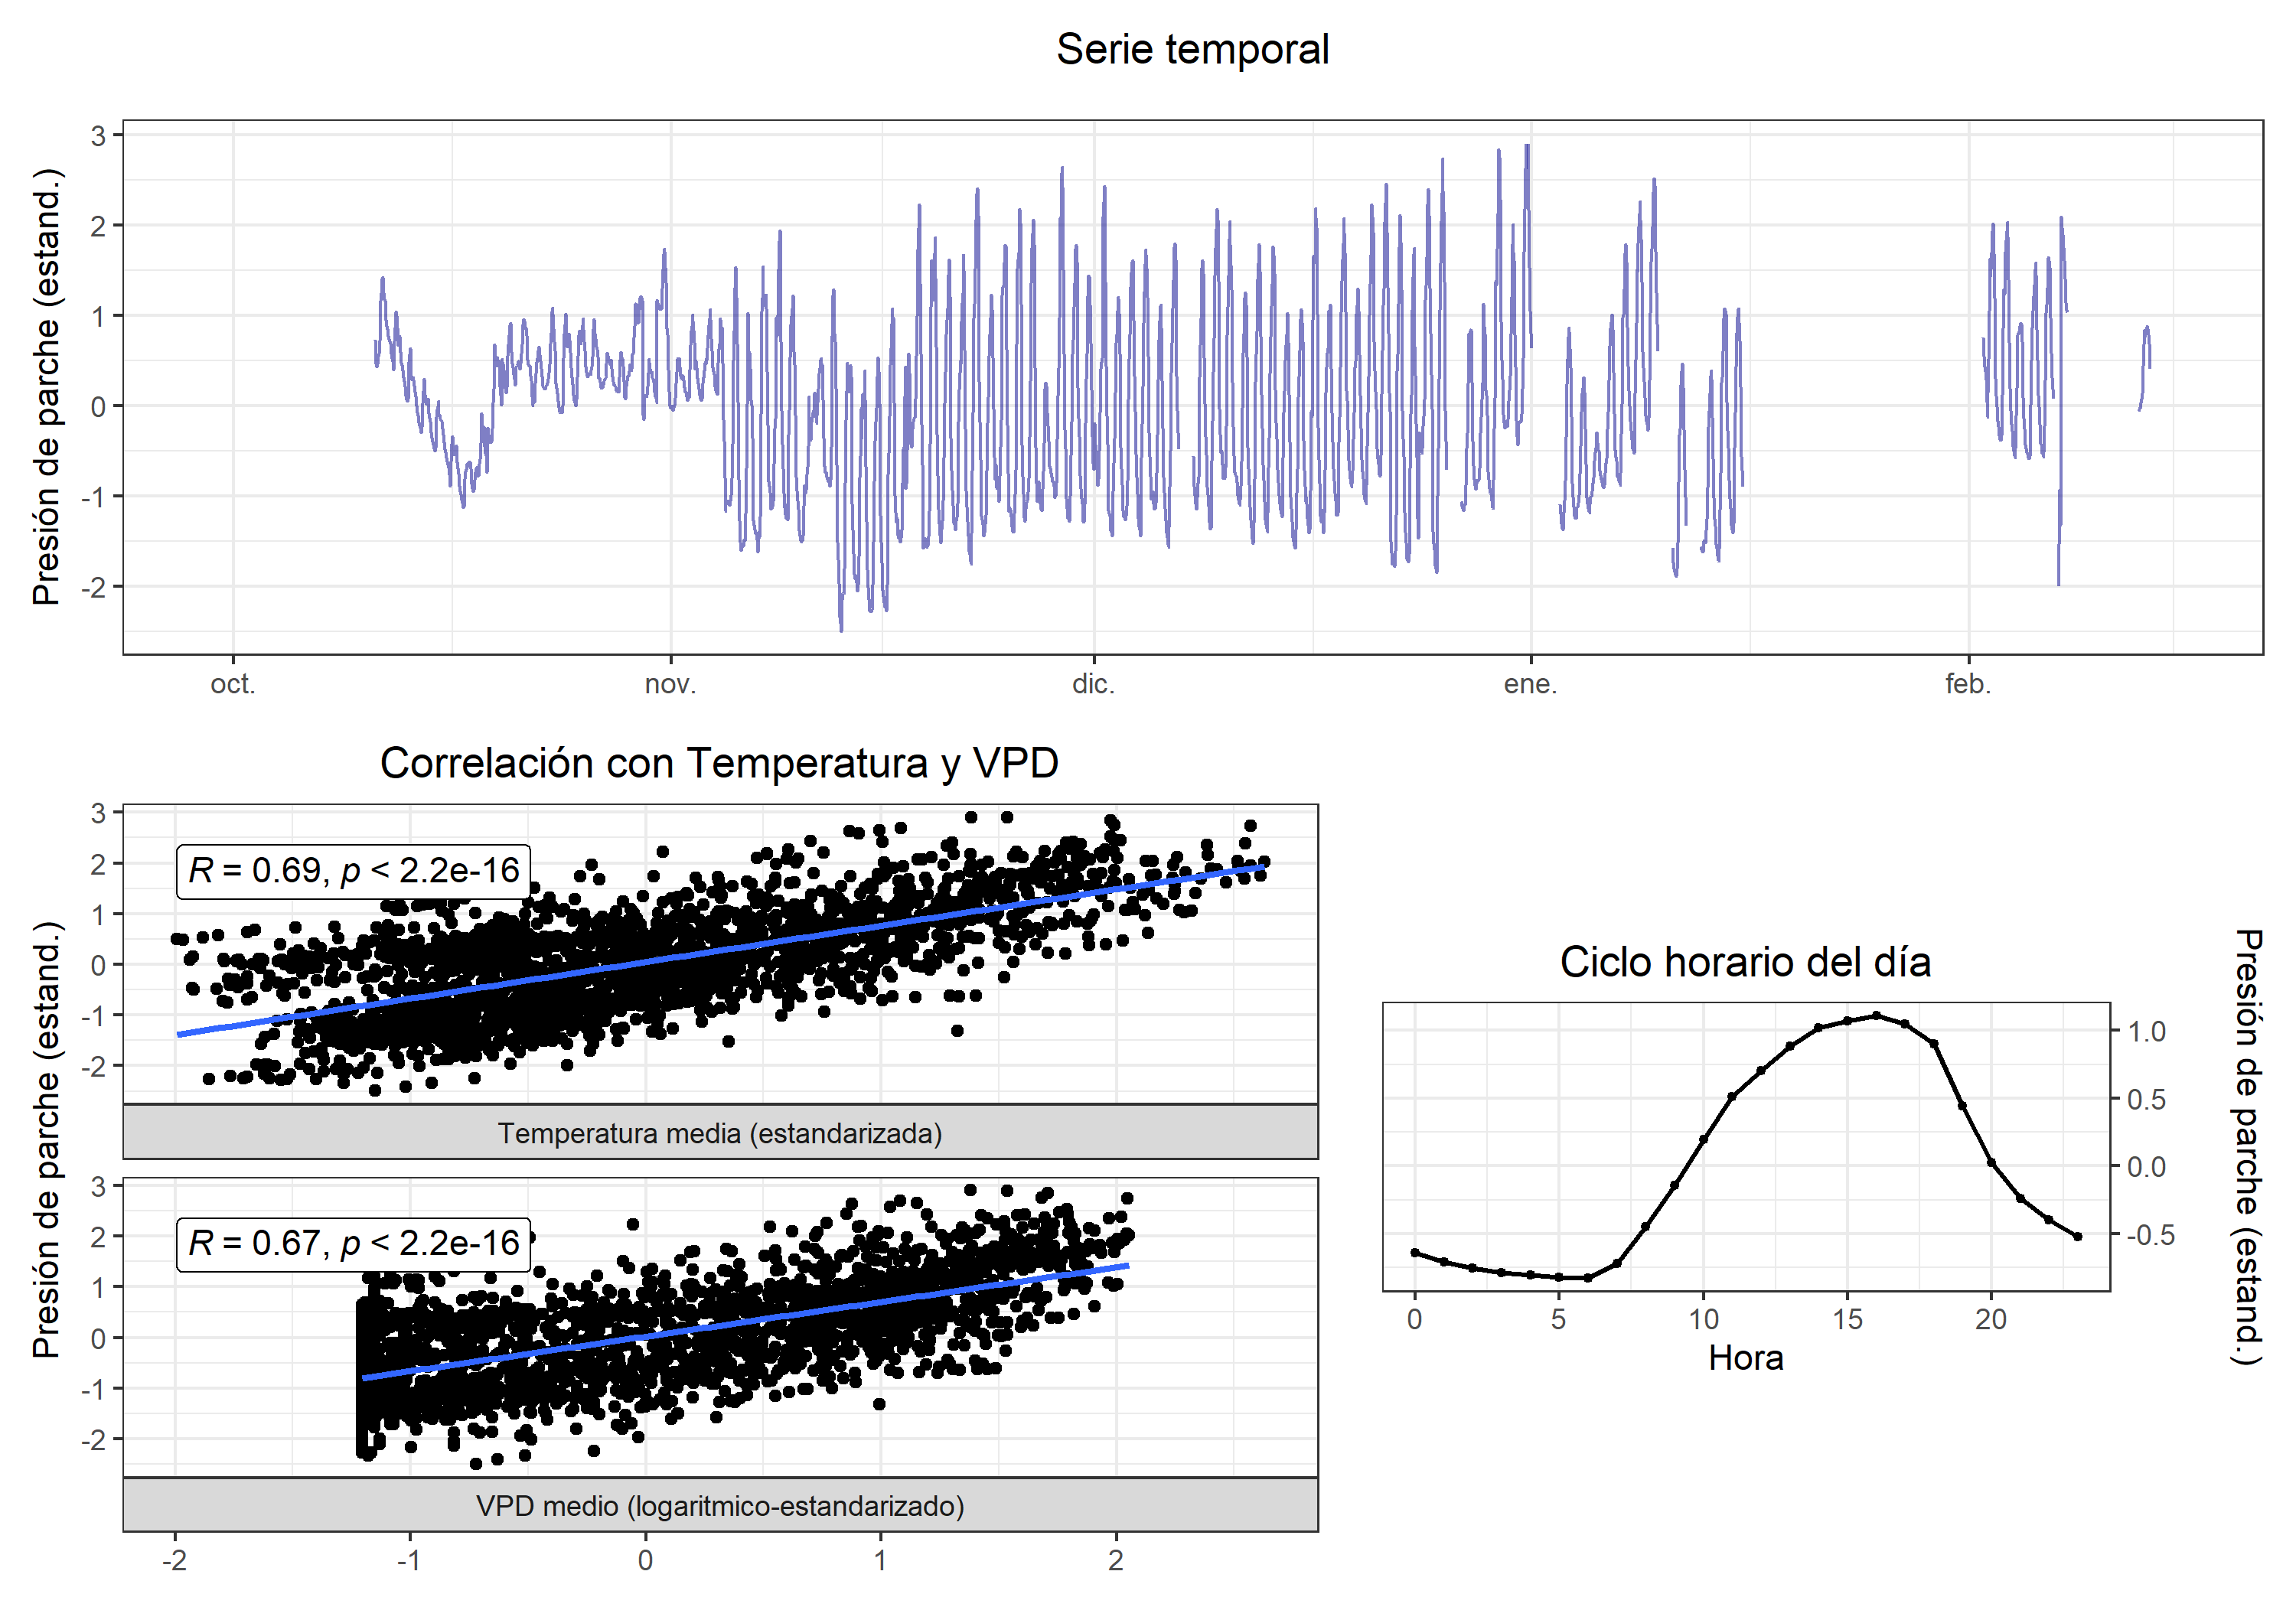 Serie temporal
Presión de parche (estand.)
3
2
1
0
-1
-2
oct.
nov.
dic.
ene.
feb.
Correlación con Temperatura y VPD
Presión de parche (estand.)
3
2
1
0
-1
-2
R = 0.69, p < 2.2e-16
Temperatura media (estandarizada)
3
2
1
0
-1
-2
R = 0.67, p < 2.2e-16
VPD medio (logaritmico-estandarizado)
-2
-1
0
1
2
Ciclo horario del día
1.0
0.5
0.0
-0.5
Presión de parche (estand.)
0
5
10
15
20
Hora